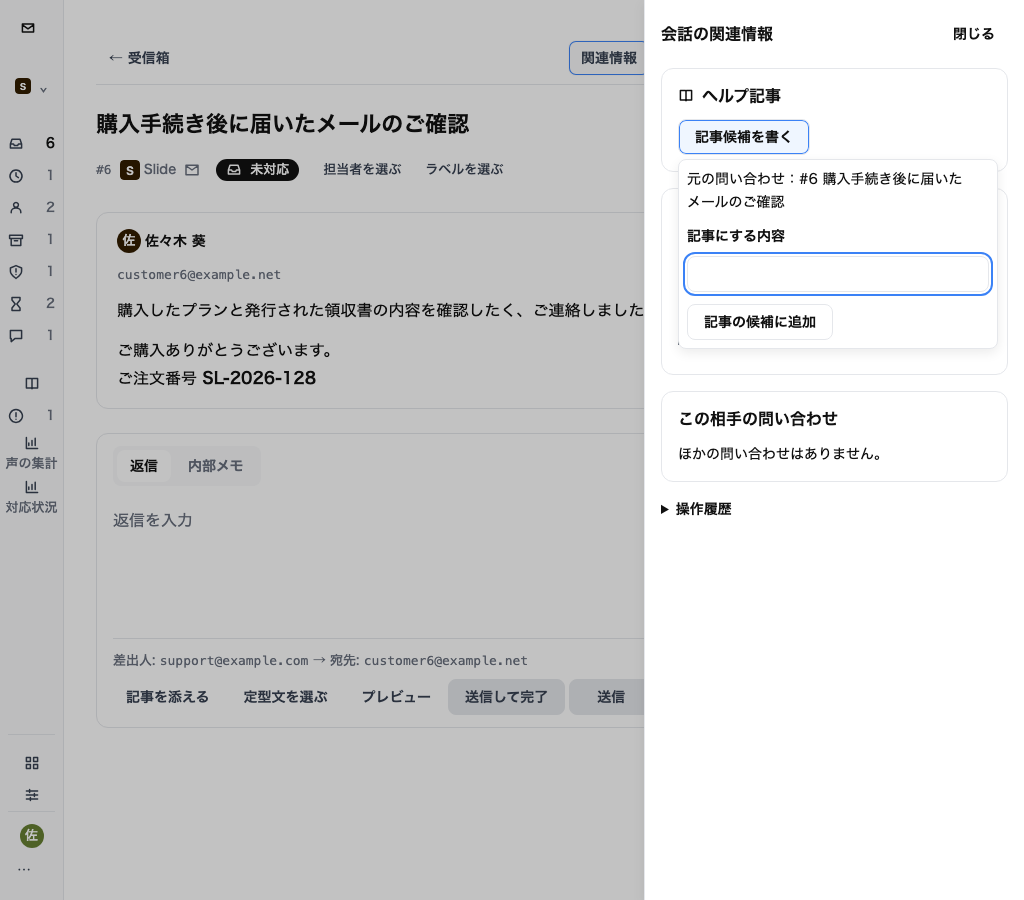 S
6
1
2
1
1
2
1
1
声の集計
対応状況
佐
…
← 受信箱
関連情報
購入手続き後に届いたメールのご確認
#6 S Slide 未対応 担当者を選ぶ ラベルを選ぶ
佐 佐々木 葵
customer6@example.net
購入したプランと発行された領収書の内容を確認したく、ご連絡しました
ご購入ありがとうございます。
ご注文番号 SL-2026-128
返信 内部メモ
返信を入力
差出人: support@example.com → 宛先: customer6@example.net
記事を添える 定型文を選ぶ プレビュー 送信して完了 送信
会話の関連情報 閉じる
ヘルプ記事
記事候補を書く
元の問い合わせ：#6 購入手続き後に届いた
メールのご確認
記事にする内容
記事の候補に追加
この相手の問い合わせ
ほかの問い合わせはありません。
▶ 操作履歴